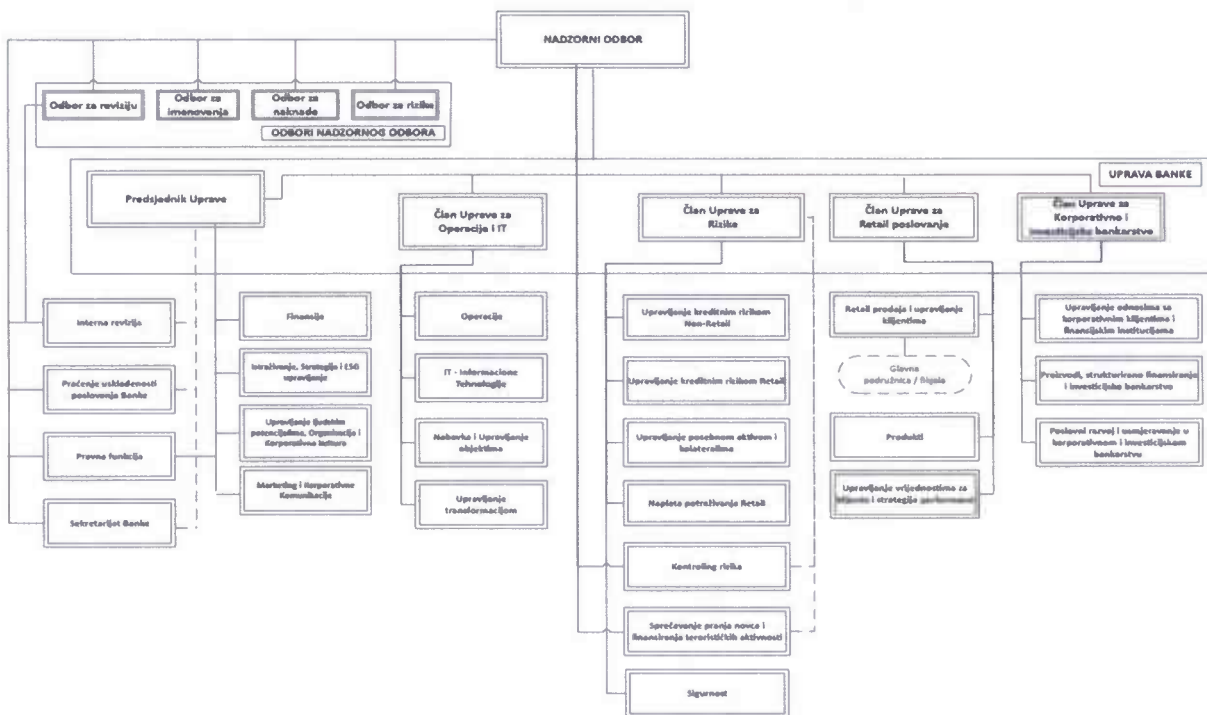 NADZORNI ODBOR
Odbor za reviziju
Odbor za
imenovanja
Odbor za
naknade
Odbor za rizike
ODBORI NADZORNOG ODBORA
UPRAVA BANKE
Predsjednik Uprave
Član Uprave za
Operacije i IT
Član Uprave za
Rizike
Član Uprave za
Retail poslovanje
Član Uprave za
Korporativno i
investicijsko bankarstvo
Interna revizija
Praćenje usklađenosti
poslovanja Banke
Pravna funkcija
Sekretarijat Banke
Finansije
Istraživanje, Strategija i ESG
upravljanje
Upravljanje ljudskim
potencijalima, Organizacija i
Korporativna kultura
Marketing i Korporativne
Komunikacije
Operacije
IT - Informacione
Tehnologije
Nabavka i Upravljanje
objektima
Upravljanje
transformacijom
Upravljanje kreditnim rizikom
Non-Retail
Upravljanje kreditnim rizikom Retail
Upravljanje posebnom aktivom i
kolateralima
Naplata potraživanja Retail
Kontroling rizika
Sprečavanje pranja novca i
finansiranja terorističkih aktivnosti
Sigurnost
Retail prodaja i upravljanje
klijentima
Glavna
podružnica / filijala
Produkti
Upravljanje vrijednostima za
klijente i strategija
Upravljanje odnosima sa
korporativnim klijentima i
finansijskim institucijama
Proizvodi, strukturirano finansiranje
i investicijsko bankarstvo
Poslovni razvoj i usmjeravanje u
korporativnom i investicijskom
bankarstvu